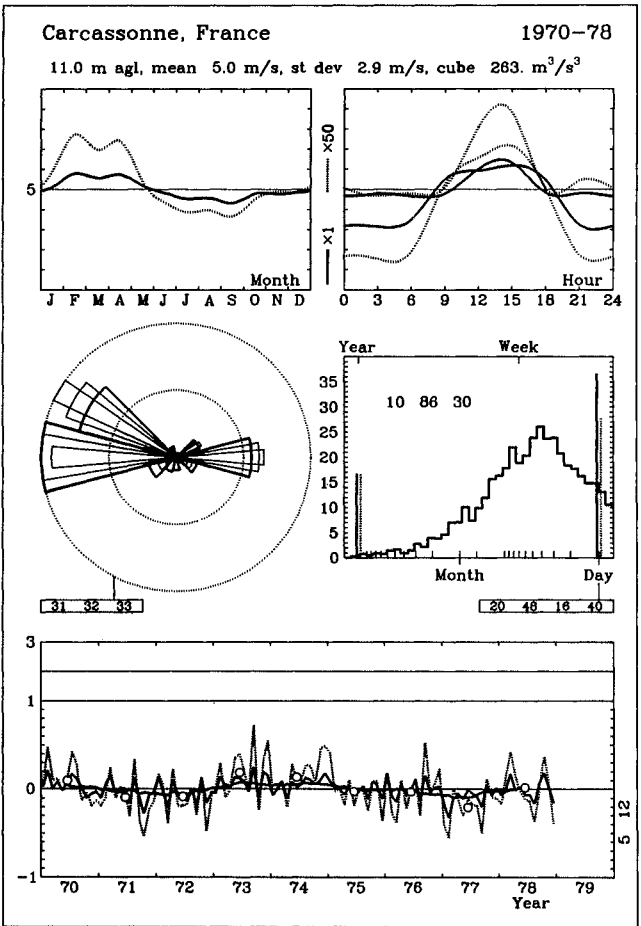 Carcassonne, France 1970-78
11.0 m agl, mean 5.0 m/s, st dev 2.9 m/s, cube 263. m³/s³
5
×1 ×50
Month
J F M A M J J A S O N D
Hour
0 3 6 9 12 15 18 21 24
Year Week
35
30
25
20
15
10
5
0
10 86 30
Month Day
31 32 33
20 48 16 40
3
1
0
-1
70 71 72 73 74 75 76 77 78 79
Year
5 12